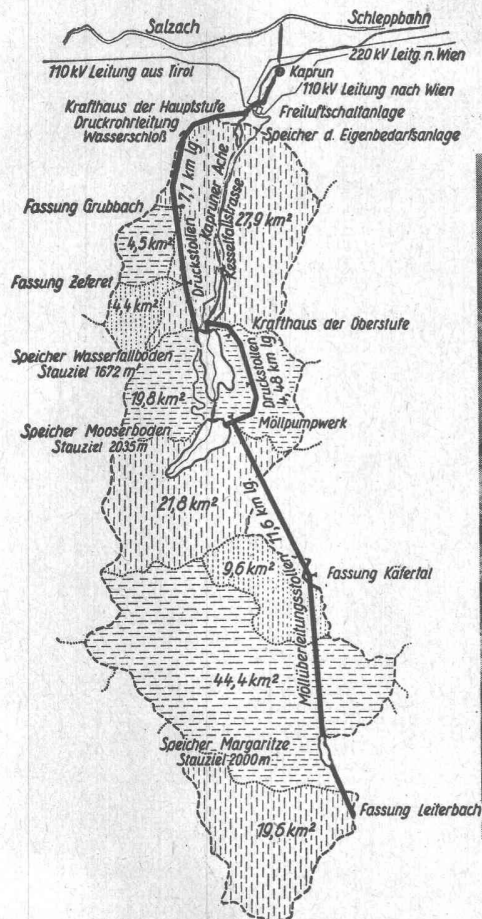 Salzach
Schleppbahn
220 kV Leitg. n. Wien
110 kV Leitung aus Tirol
Kaprun
110 kV Leitung nach Wien
Krafthaus der Hauptstufe
Druckrohrleitung
Wasserschloß
Freiluftschaltanlage
Speicher d. Eigenbedarfsanlage
Druckstollen 7,1 km lg.
Kapruner Ache
Kesselfallstrasse
27,9 km²
Fassung Grubbach
4,5 km²
Fassung Zeferet
4,4 km²
Krafthaus der Oberstufe
Speicher Wasserfallboden
Stauziel 1672 m
Druckstollen
4,48 km lg.
19,8 km²
Speicher Mooserboden
Stauziel 2035 m
Möllpumpwerk
21,8 km²
Möllüberleitungsstollen 11,6 km lg.
9,6 km²
Fassung Käfertal
44,4 km²
Speicher Margaritze
Stauziel 2000 m
Fassung Leiterbach
19,6 km²